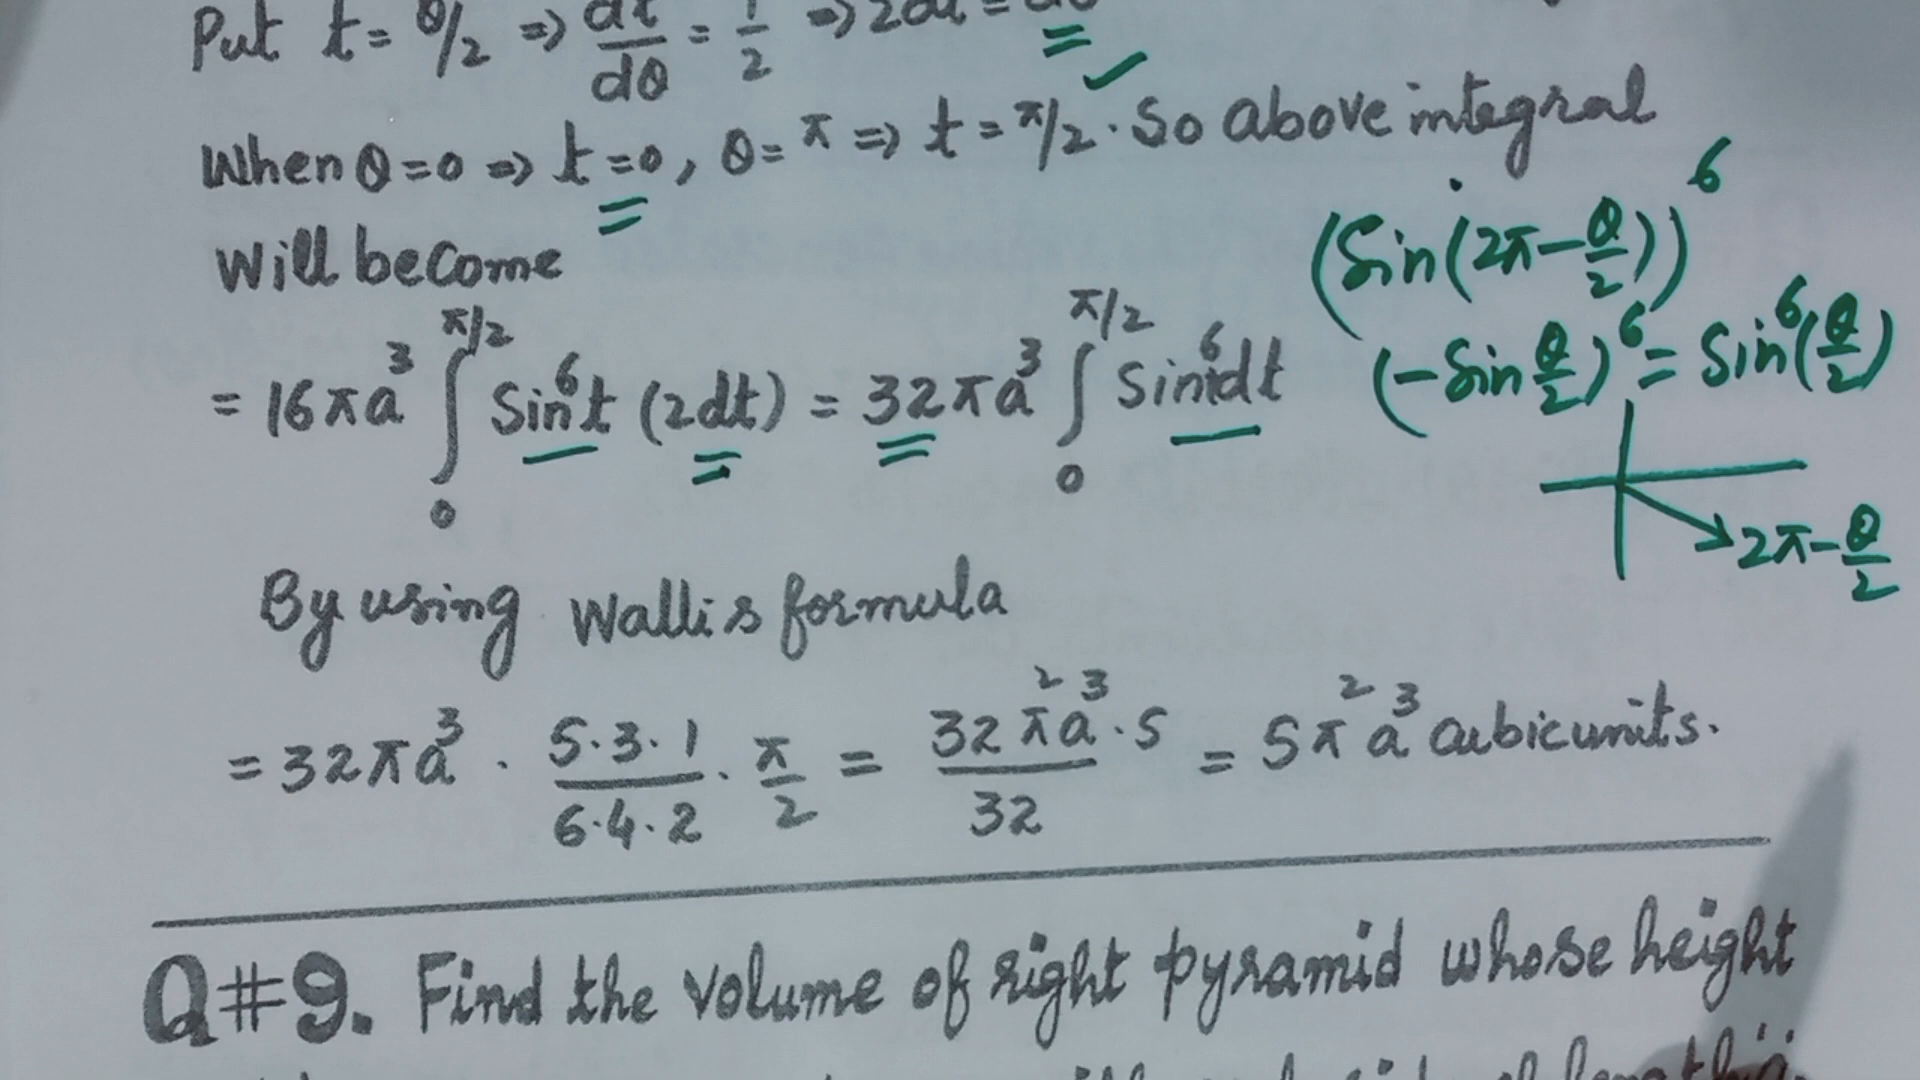 Put t = θ/2 ⇒ dt/dθ = 1/2 ⇒ 2dt = dθ
When θ = 0 ⇒ t = 0, θ = π ⇒ t = π/2. So above integral
will become
= 16πa³ ∫₀^{π/2} Sin⁶t (2dt) = 32πa³ ∫₀^{π/2} Sin⁶t dt
(Sin(2π - θ/2))⁶
(-Sin θ/2)⁶ = Sin⁶(θ/2)
2π - θ/2
By using Wallis formula
= 32πa³ · 5·3·1/6·4·2 · π/2 = 32π²a³·5/32 = 5π²a³ cubic units.
Q#9. Find the volume of right pyramid whose height